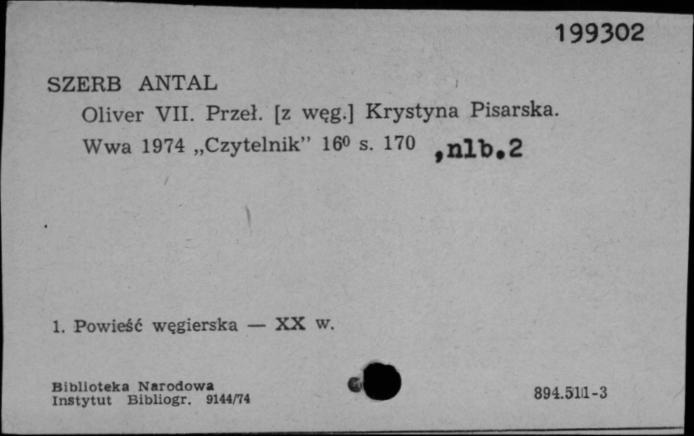 199302
SZERB ANTAL
Oliver VII. Przeł. [z węg.] Krystyna Pisarska.
Wwa 1974 „Czytelnik” 16⁰ s. 170 ,nlb.2
1. Powieść węgierska — XX w.
Biblioteka Narodowa
Instytut Bibliogr. 9144/74
894.511-3